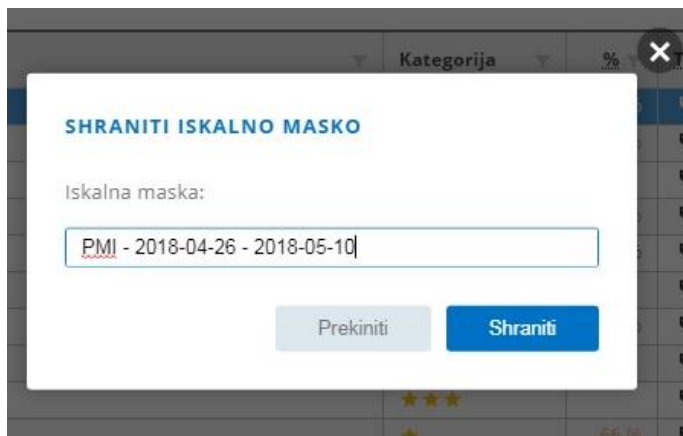 Kategorija %
SHRANITI ISKALNO MASKO
Iskalna maska:
PMI - 2018-04-26 - 2018-05-10
Prekiniti Shraniti